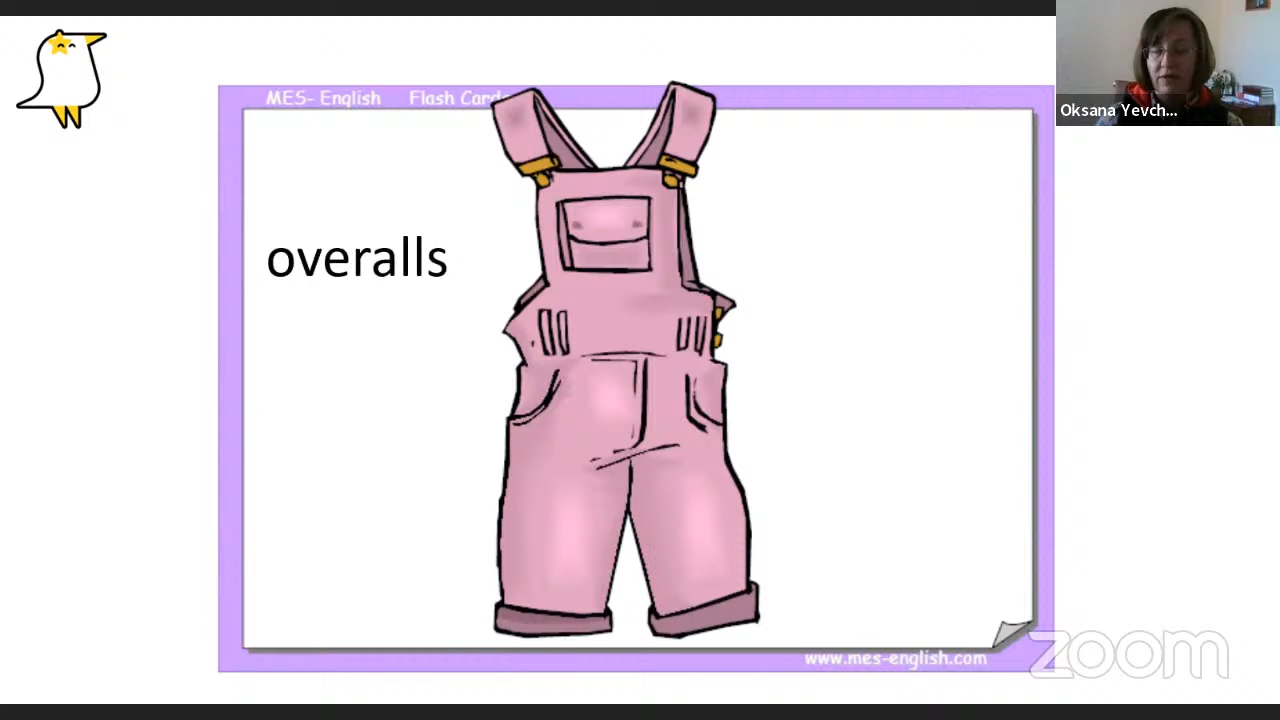 MES- English Flash Cards
Oksana Yevch...
overalls
www.mes-english.com
zoom